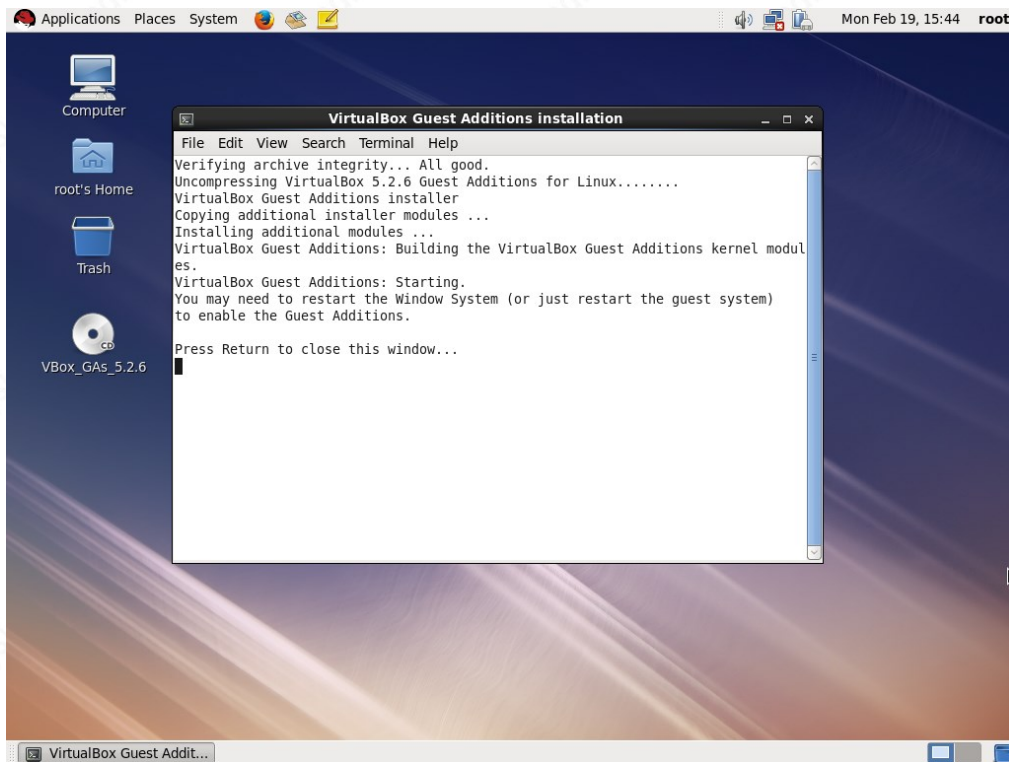 Applications Places System Mon Feb 19, 15:44 root
Computer
root's Home
Trash
VBox_GAs_5.2.6
VirtualBox Guest Additions installation
File Edit View Search Terminal Help
Verifying archive integrity... All good.
Uncompressing VirtualBox 5.2.6 Guest Additions for Linux........
VirtualBox Guest Additions installer
Copying additional installer modules ...
Installing additional modules ...
VirtualBox Guest Additions: Building the VirtualBox Guest Additions kernel modul
es.
VirtualBox Guest Additions: Starting.
You may need to restart the Window System (or just restart the guest system)
to enable the Guest Additions.
Press Return to close this window...
VirtualBox Guest Addit...